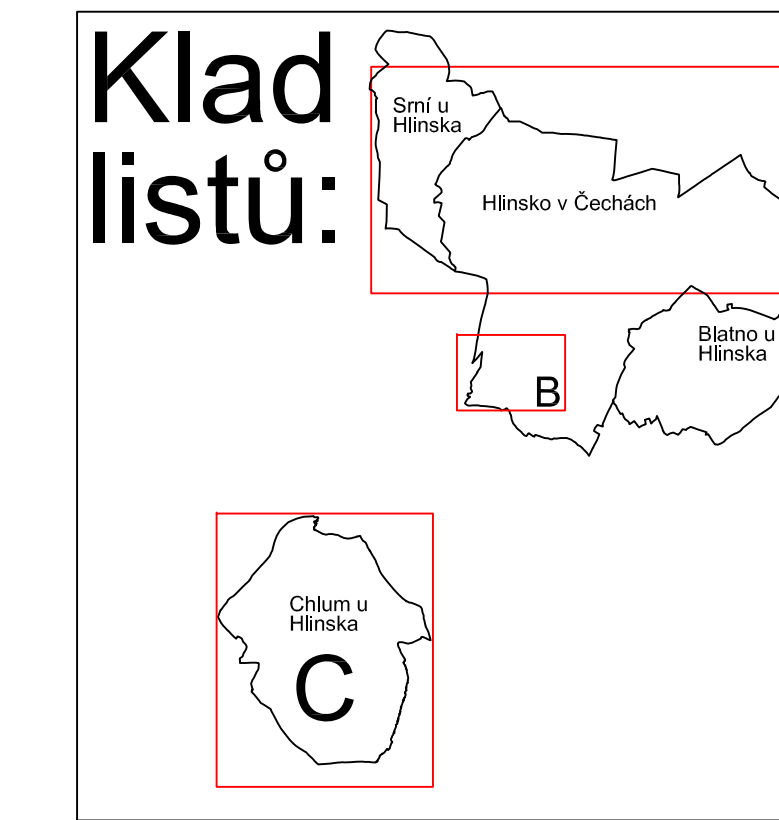 Klad
listů:
Srní u
Hlinska
Hlinsko v Čechách
Blatno u
Hlinska
B
Chlum u
Hlinska
C